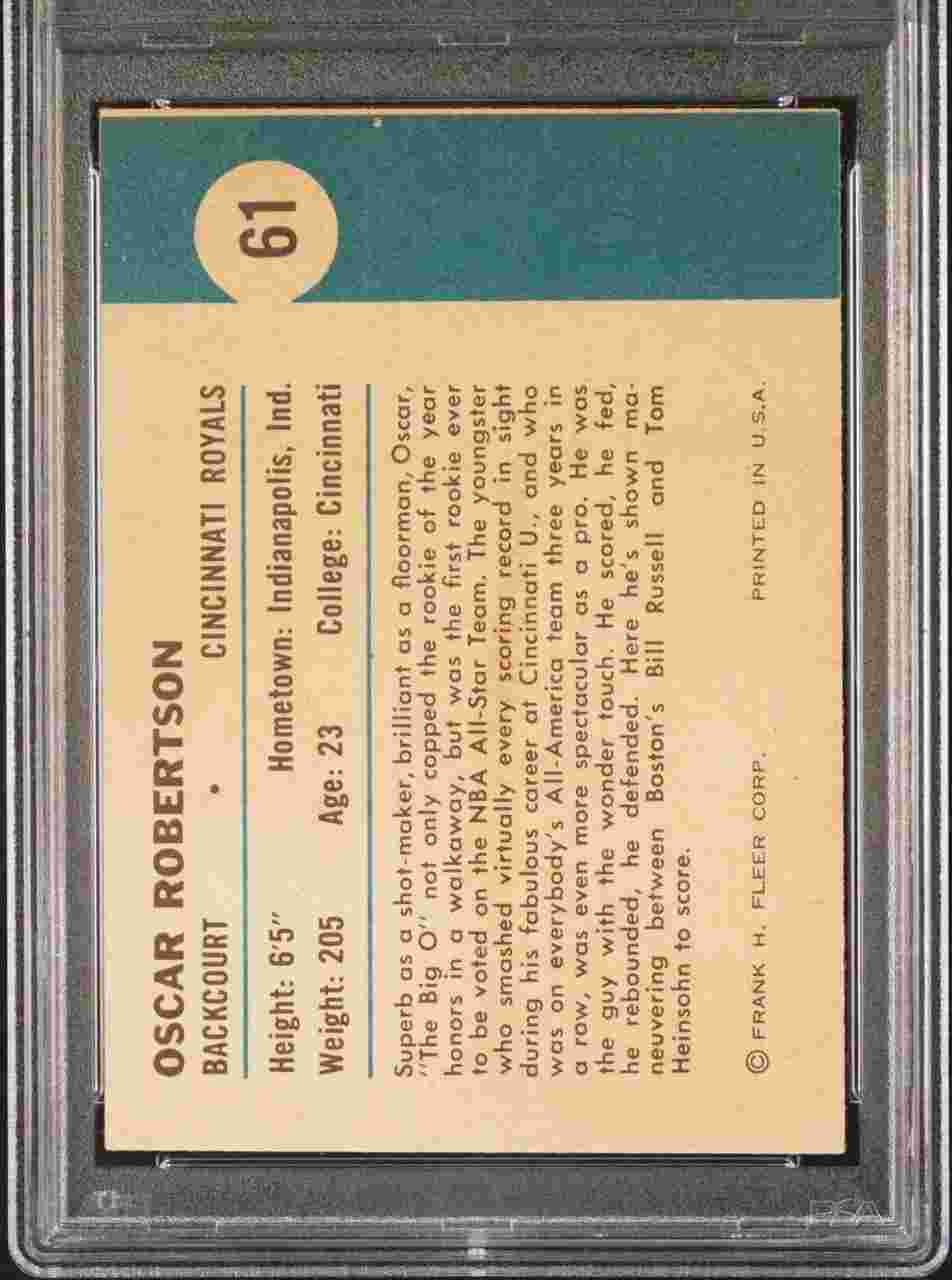 61
OSCAR ROBERTSON
BACKCOURT • CINCINNATI ROYALS
Height: 6'5" Hometown: Indianapolis, Ind.
Weight: 205 Age: 23 College: Cincinnati
Superb as a shot-maker, brilliant as a floorman, Oscar,
"The Big O" not only copped the rookie of the year
honors in a walkaway, but was the first rookie ever
to be voted on the NBA All-Star Team. The youngster
who smashed virtually every scoring record in sight
during his fabulous career at Cincinnati U., and who
was on everybody's All-America team three years in
a row, was even more spectacular as a pro. He was
the guy with the wonder touch. He scored, he fed,
he rebounded, he defended. Here he's shown ma-
neuvering between Boston's Bill Russell and Tom
Heinsohn to score.
© FRANK H. FLEER CORP. PRINTED IN U.S.A.
PSA